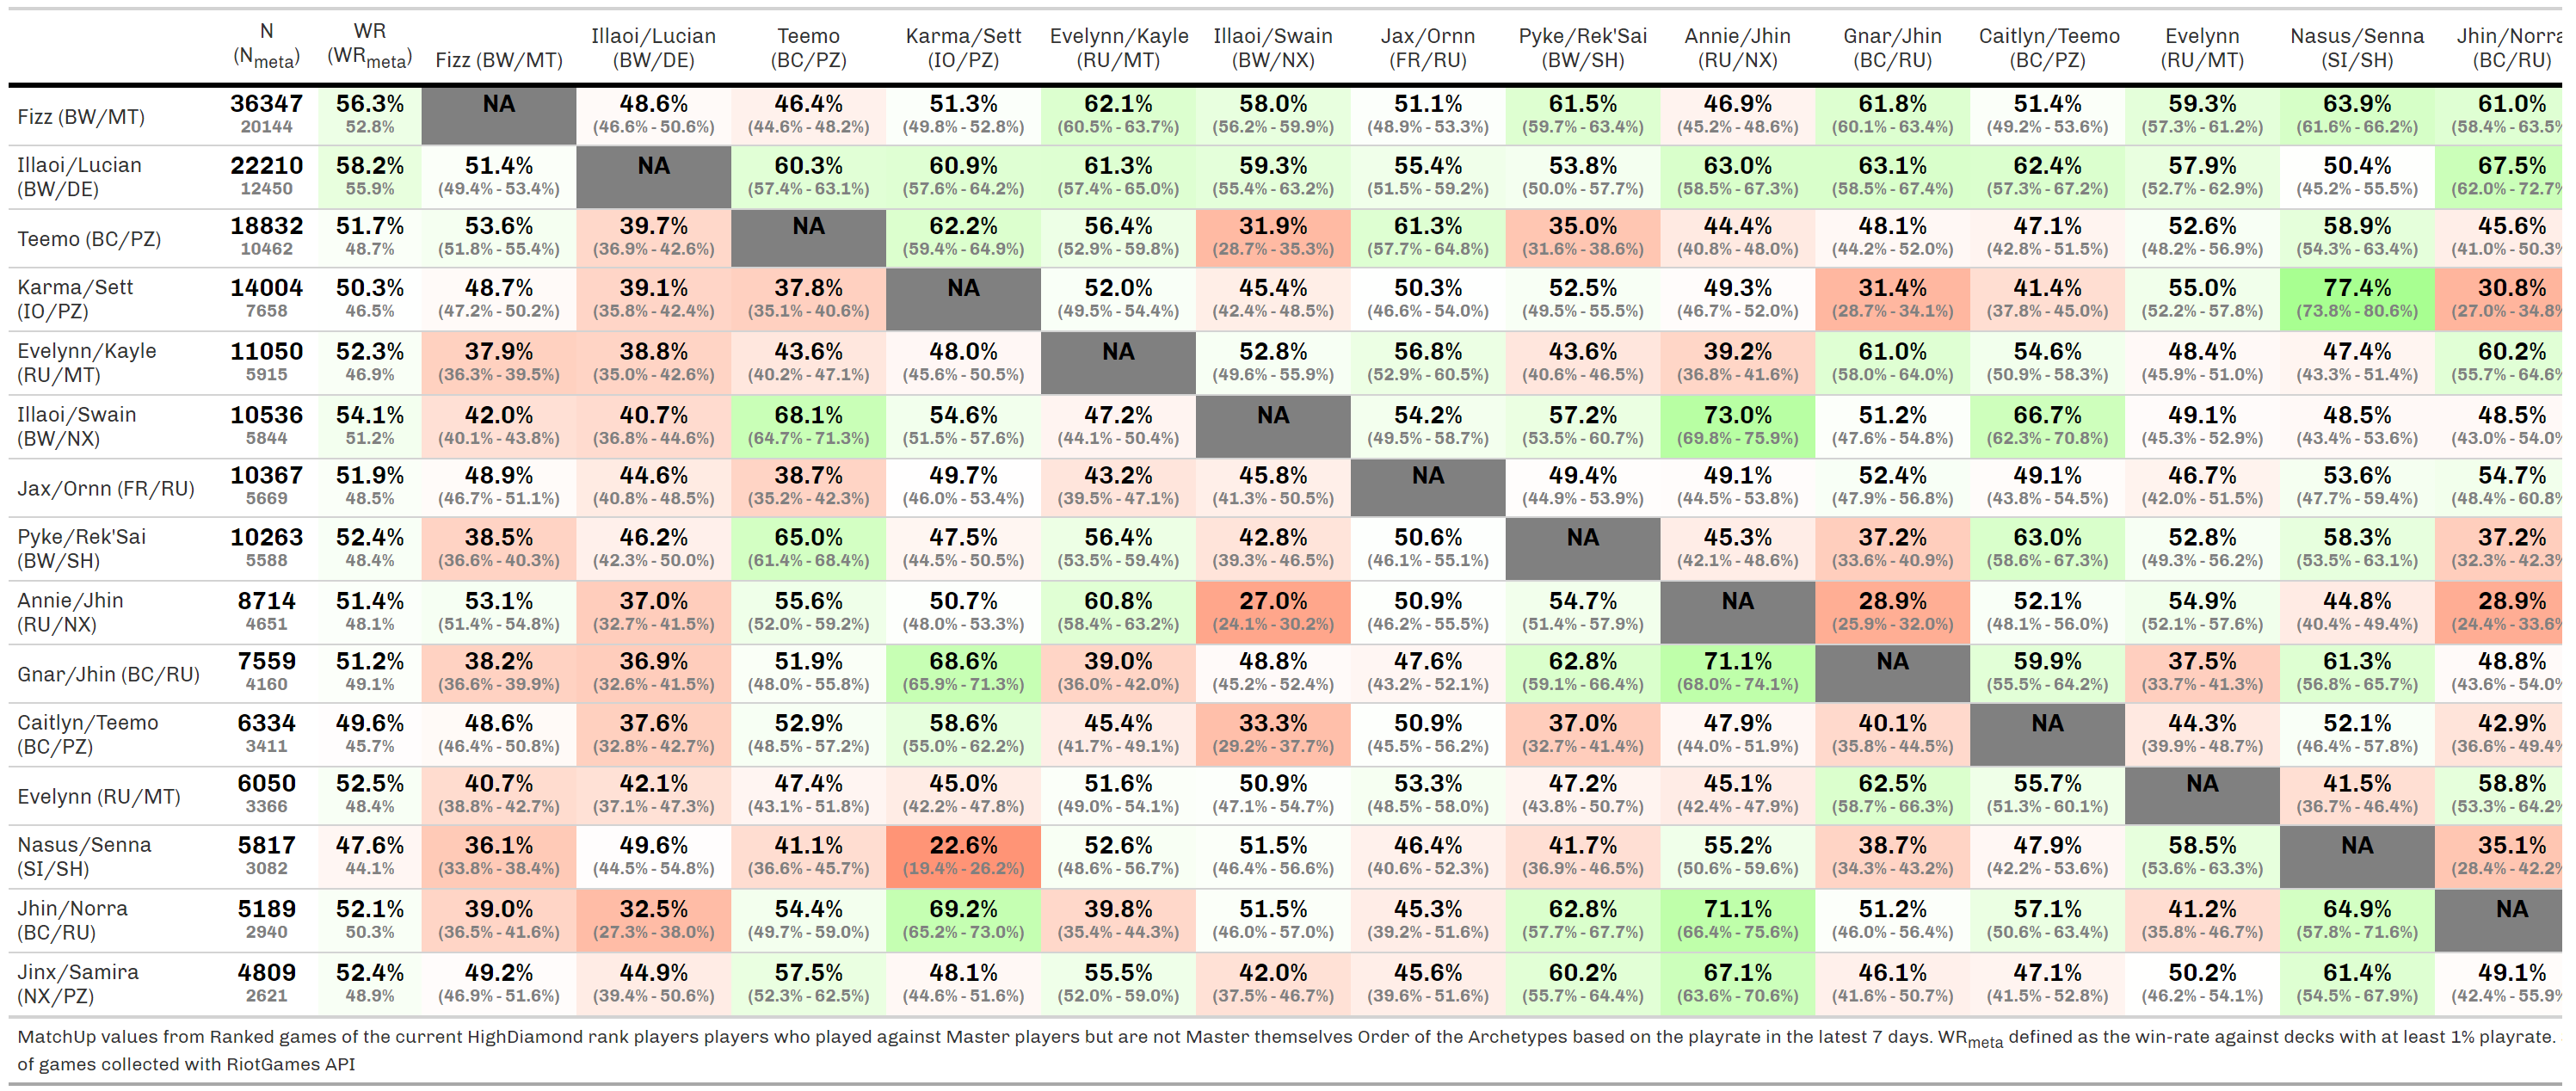 N WR Illaoi/Lucian Teemo Karma/Sett Evelynn/Kayle Illaoi/Swain Jax/Ornn Pyke/Rek'Sai Annie/Jhin Gnar/Jhin Caitlyn/Teemo Evelynn Nasus/Senna Jhin/Norra
(Nmeta) (WRmeta) Fizz (BW/MT) (BW/DE) (BC/PZ) (IO/PZ) (RU/MT) (BW/NX) (FR/RU) (BW/SH) (RU/NX) (BC/RU) (BC/PZ) (RU/MT) (SI/SH) (BC/RU)
Fizz (BW/MT) 36347 56.3% NA 48.6% 46.4% 51.3% 62.1% 58.0% 51.1% 61.5% 46.9% 61.8% 51.4% 59.3% 63.9% 61.0%
20144 52.8% (46.6% - 50.6%) (44.6% - 48.2%) (49.8% - 52.8%) (60.5% - 63.7%) (56.2% - 59.9%) (48.9% - 53.3%) (59.7% - 63.4%) (45.2% - 48.6%) (60.1% - 63.4%) (49.2% - 53.6%) (57.3% - 61.2%) (61.6% - 66.2%) (58.4% - 63.5%
Illaoi/Lucian 22210 58.2% 51.4% NA 60.3% 60.9% 61.3% 59.3% 55.4% 53.8% 63.0% 63.1% 62.4% 57.9% 50.4% 67.5%
(BW/DE) 12450 55.9% (49.4% - 53.4%) (57.4% - 63.1%) (57.6% - 64.2%) (57.4% - 65.0%) (55.4% - 63.2%) (51.5% - 59.2%) (50.0% - 57.7%) (58.5% - 67.3%) (58.5% - 67.4%) (57.3% - 67.2%) (52.7% - 62.9%) (45.2% - 55.5%) (62.0% - 72.7%
Teemo (BC/PZ) 18832 51.7% 53.6% 39.7% NA 62.2% 56.4% 31.9% 61.3% 35.0% 44.4% 48.1% 47.1% 52.6% 58.9% 45.6%
10462 48.7% (51.8% - 55.4%) (36.9% - 42.6%) (59.4% - 64.9%) (52.9% - 59.8%) (28.7% - 35.3%) (57.7% - 64.8%) (31.6% - 38.6%) (40.8% - 48.0%) (44.2% - 52.0%) (42.8% - 51.5%) (48.2% - 56.9%) (54.3% - 63.4%) (41.0% - 50.3%
Karma/Sett 14004 50.3% 48.7% 39.1% 37.8% NA 52.0% 45.4% 50.3% 52.5% 49.3% 31.4% 41.4% 55.0% 77.4% 30.8%
(IO/PZ) 7658 46.5% (47.2% - 50.2%) (35.8% - 42.4%) (35.1% - 40.6%) (49.5% - 54.4%) (42.4% - 48.5%) (46.6% - 54.0%) (49.5% - 55.5%) (46.7% - 52.0%) (28.7% - 34.1%) (37.8% - 45.0%) (52.2% - 57.8%) (73.8% - 80.6%) (27.0% - 34.8%
Evelynn/Kayle 11050 52.3% 37.9% 38.8% 43.6% 48.0% NA 52.8% 56.8% 43.6% 39.2% 61.0% 54.6% 48.4% 47.4% 60.2%
(RU/MT) 5915 46.9% (36.3% - 39.5%) (35.0% - 42.6%) (40.2% - 47.1%) (45.6% - 50.5%) (49.6% - 55.9%) (52.9% - 60.5%) (40.6% - 46.5%) (36.8% - 41.6%) (58.0% - 64.0%) (50.9% - 58.3%) (45.9% - 51.0%) (43.3% - 51.4%) (55.7% - 64.6%
Illaoi/Swain 10536 54.1% 42.0% 40.7% 68.1% 54.6% 47.2% NA 54.2% 57.2% 73.0% 51.2% 66.7% 49.1% 48.5% 48.5%
(BW/NX) 5844 51.2% (40.1% - 43.8%) (36.8% - 44.6%) (64.7% - 71.3%) (51.5% - 57.6%) (44.1% - 50.4%) (49.5% - 58.7%) (53.5% - 60.7%) (69.8% - 75.9%) (47.6% - 54.8%) (62.3% - 70.8%) (45.3% - 52.9%) (43.4% - 53.6%) (43.0% - 54.0%
Jax/Ornn (FR/RU) 10367 51.9% 48.9% 44.6% 38.7% 49.7% 43.2% 45.8% NA 49.4% 49.1% 52.4% 49.1% 46.7% 53.6% 54.7%
5669 48.5% (46.7% - 51.1%) (40.8% - 48.5%) (35.2% - 42.3%) (46.0% - 53.4%) (39.5% - 47.1%) (41.3% - 50.5%) (44.9% - 53.9%) (44.5% - 53.8%) (47.9% - 56.8%) (43.8% - 54.5%) (42.0% - 51.5%) (47.7% - 59.4%) (48.4% - 60.8%
Pyke/Rek'Sai 10263 52.4% 38.5% 46.2% 65.0% 47.5% 56.4% 42.8% 50.6% NA 45.3% 37.2% 63.0% 52.8% 58.3% 37.2%
(BW/SH) 5588 48.4% (36.6% - 40.3%) (42.3% - 50.0%) (61.4% - 68.4%) (44.5% - 50.5%) (53.5% - 59.4%) (39.3% - 46.5%) (46.1% - 55.1%) (42.1% - 48.6%) (33.6% - 40.9%) (58.6% - 67.3%) (49.3% - 56.2%) (53.5% - 63.1%) (32.3% - 42.3%
Annie/Jhin 8714 51.4% 53.1% 37.0% 55.6% 50.7% 60.8% 27.0% 50.9% 54.7% NA 28.9% 52.1% 54.9% 44.8% 28.9%
(RU/NX) 4651 48.1% (51.4% - 54.8%) (32.7% - 41.5%) (52.0% - 59.2%) (48.0% - 53.3%) (58.4% - 63.2%) (24.1% - 30.2%) (46.2% - 55.5%) (51.4% - 57.9%) (25.9% - 32.0%) (48.1% - 56.0%) (52.1% - 57.6%) (40.4% - 49.4%) (24.4% - 33.6%
Gnar/Jhin (BC/RU) 7559 51.2% 38.2% 36.9% 51.9% 68.6% 39.0% 48.8% 47.6% 62.8% 71.1% NA 59.9% 37.5% 61.3% 48.8%
4160 49.1% (36.6% - 39.9%) (32.6% - 41.5%) (48.0% - 55.8%) (65.9% - 71.3%) (36.0% - 42.0%) (45.2% - 52.4%) (43.2% - 52.1%) (59.1% - 66.4%) (68.0% - 74.1%) (55.5% - 64.2%) (33.7% - 41.3%) (56.8% - 65.7%) (43.6% - 54.0%
Caitlyn/Teemo 6334 49.6% 48.6% 37.6% 52.9% 58.6% 45.4% 33.3% 50.9% 37.0% 47.9% 40.1% NA 44.3% 52.1% 42.9%
(BC/PZ) 3411 45.7% (46.4% - 50.8%) (32.8% - 42.7%) (48.5% - 57.2%) (55.0% - 62.2%) (41.7% - 49.1%) (29.2% - 37.7%) (45.5% - 56.2%) (32.7% - 41.4%) (44.0% - 51.9%) (35.8% - 44.5%) (39.9% - 48.7%) (46.4% - 57.8%) (36.6% - 49.4%
Evelynn (RU/MT) 6050 52.5% 40.7% 42.1% 47.4% 45.0% 51.6% 50.9% 53.3% 47.2% 45.1% 62.5% 55.7% NA 41.5% 58.8%
3366 48.4% (38.8% - 42.7%) (37.1% - 47.3%) (43.1% - 51.8%) (42.2% - 47.8%) (49.0% - 54.1%) (47.1% - 54.7%) (48.5% - 58.0%) (43.8% - 50.7%) (42.4% - 47.9%) (58.7% - 66.3%) (51.3% - 60.1%) (36.7% - 46.4%) (53.3% - 64.2%
Nasus/Senna 5817 47.6% 36.1% 49.6% 41.1% 22.6% 52.6% 51.5% 46.4% 41.7% 55.2% 38.7% 47.9% 58.5% NA 35.1%
(SI/SH) 3082 44.1% (33.8% - 38.4%) (44.5% - 54.8%) (36.6% - 45.7%) (19.4% - 26.2%) (48.6% - 56.7%) (46.4% - 56.6%) (40.6% - 52.3%) (36.9% - 46.5%) (50.6% - 59.6%) (34.3% - 43.2%) (42.2% - 53.6%) (53.6% - 63.3%) (28.4% - 42.2%
Jhin/Norra 5189 52.1% 39.0% 32.5% 54.4% 69.2% 39.8% 51.5% 45.3% 62.8% 71.1% 51.2% 57.1% 41.2% 64.9% NA
(BC/RU) 2940 50.3% (36.5% - 41.6%) (27.3% - 38.0%) (49.7% - 59.0%) (65.2% - 73.0%) (35.4% - 44.3%) (46.0% - 57.0%) (39.2% - 51.6%) (57.7% - 67.7%) (66.4% - 75.6%) (46.0% - 56.4%) (50.6% - 63.4%) (35.8% - 46.7%) (57.8% - 71.6%)
Jinx/Samira 4809 52.4% 49.2% 44.9% 57.5% 48.1% 55.5% 42.0% 45.6% 60.2% 67.1% 46.1% 47.1% 50.2% 61.4% 49.1%
(NX/PZ) 2621 48.9% (46.9% - 51.6%) (39.4% - 50.6%) (52.3% - 62.5%) (44.6% - 51.6%) (52.0% - 59.0%) (37.5% - 46.7%) (39.6% - 51.6%) (55.7% - 64.4%) (63.6% - 70.6%) (41.6% - 50.7%) (41.5% - 52.8%) (46.2% - 54.1%) (54.5% - 67.9%) (42.4% - 55.9%
MatchUp values from Ranked games of the current HighDiamond rank players players who played against Master players but are not Master themselves Order of the Archetypes based on the playrate in the latest 7 days. WRmeta defined as the win-rate against decks with at least 1% playrate.
of games collected with RiotGames API